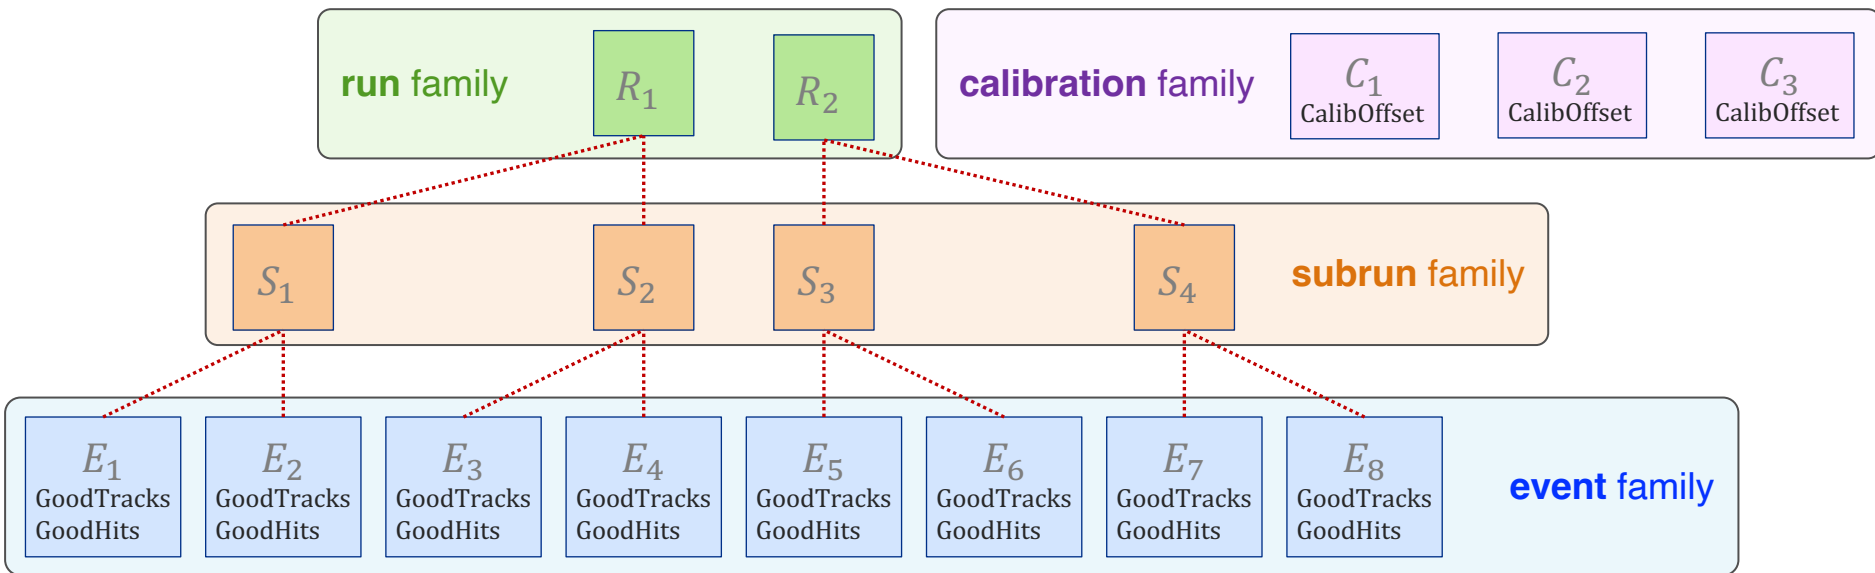 run family
R₁
R₂
calibration family
C₁
CalibOffset
C₂
CalibOffset
C₃
CalibOffset
S₁
S₂
S₃
S₄
subrun family
E₁
GoodTracks
GoodHits
E₂
GoodTracks
GoodHits
E₃
GoodTracks
GoodHits
E₄
GoodTracks
GoodHits
E₅
GoodTracks
GoodHits
E₆
GoodTracks
GoodHits
E₇
GoodTracks
GoodHits
E₈
GoodTracks
GoodHits
event family